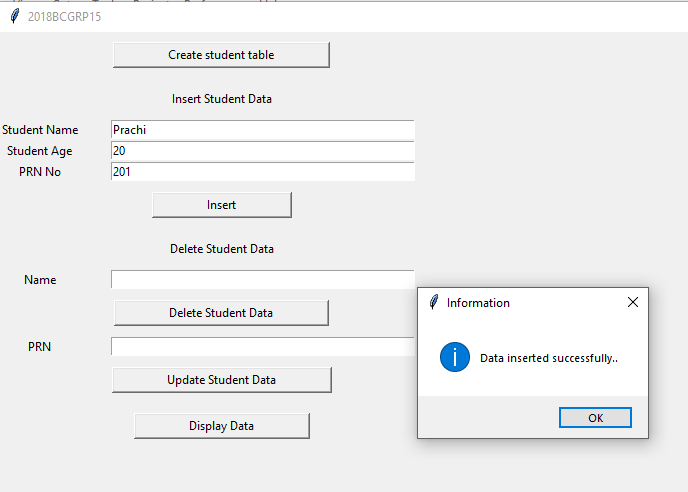 2018BCGRP15
Create student table
Insert Student Data
Student Name Prachi
Student Age 20
PRN No 201
Insert
Delete Student Data
Name
Delete Student Data
PRN
Update Student Data
Display Data
Information
Data inserted successfully..
OK